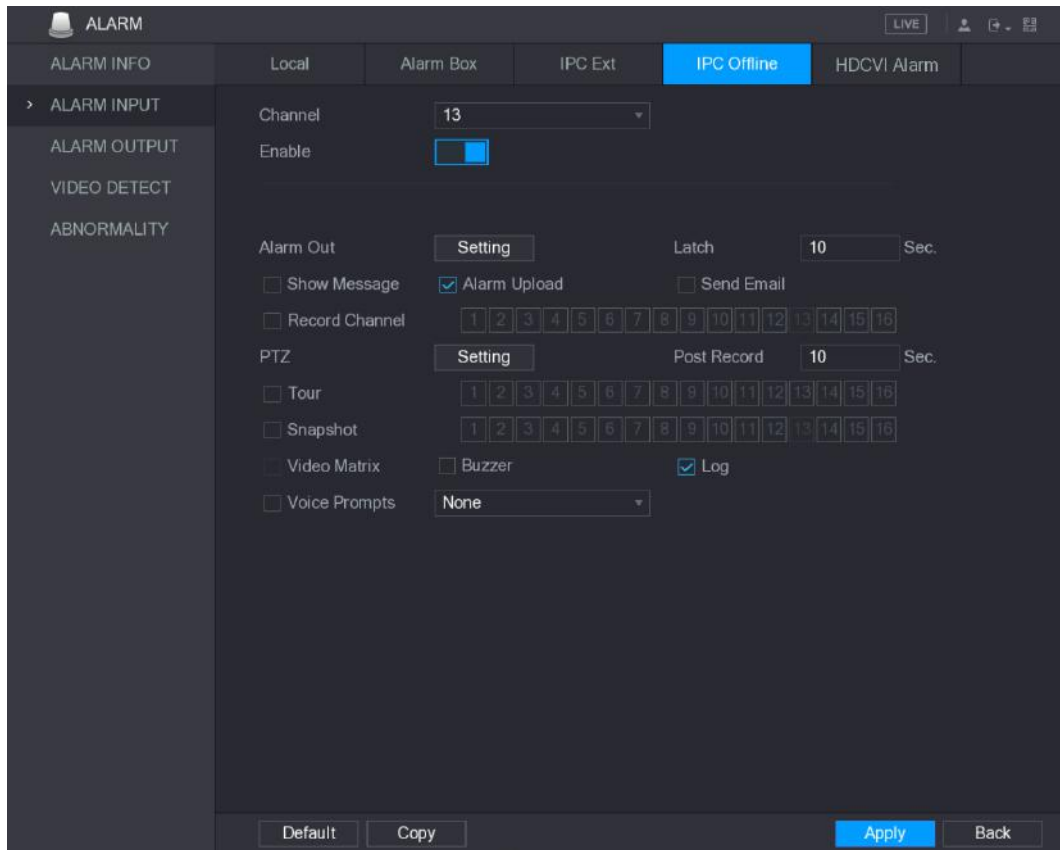 ALARM LIVE
ALARM INFO
ALARM INPUT
ALARM OUTPUT
VIDEO DETECT
ABNORMALITY
Local Alarm Box IPC Ext IPC Offline HDCVI Alarm
Channel 13
Enable
Alarm Out Setting Latch 10 Sec.
Show Message Alarm Upload Send Email
Record Channel 1 2 3 4 5 6 7 8 9 10 11 12 13 14 15 16
PTZ Setting Post Record 10 Sec.
Tour 1 2 3 4 5 6 7 8 9 10 11 12 13 14 15 16
Snapshot 1 2 3 4 5 6 7 8 9 10 11 12 13 14 15 16
Video Matrix Buzzer Log
Voice Prompts None
Default Copy Apply Back